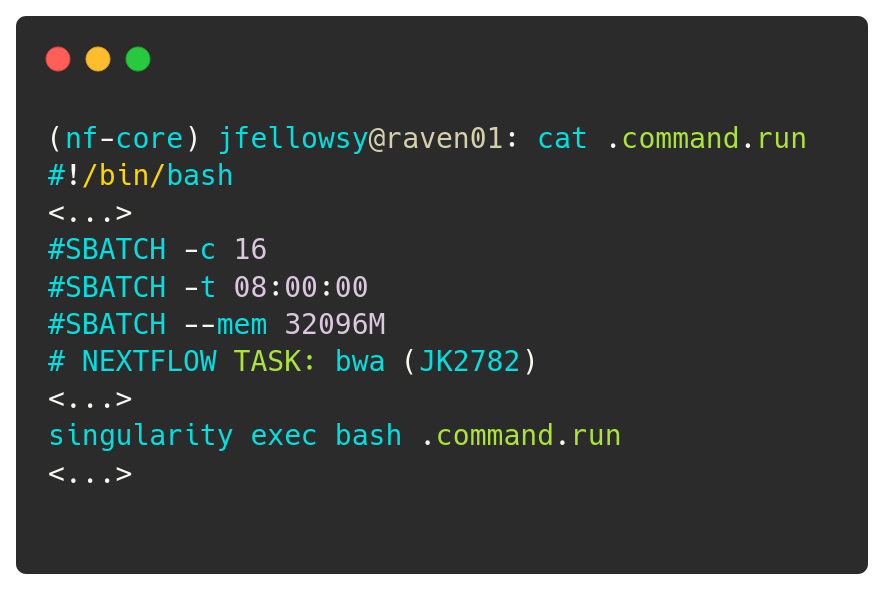 (nf-core) jfellowsy@raven01: cat .command.run
#!/bin/bash
<...>
#SBATCH -c 16
#SBATCH -t 08:00:00
#SBATCH --mem 32096M
# NEXTFLOW TASK: bwa (JK2782)
<...>
singularity exec bash .command.run
<...>